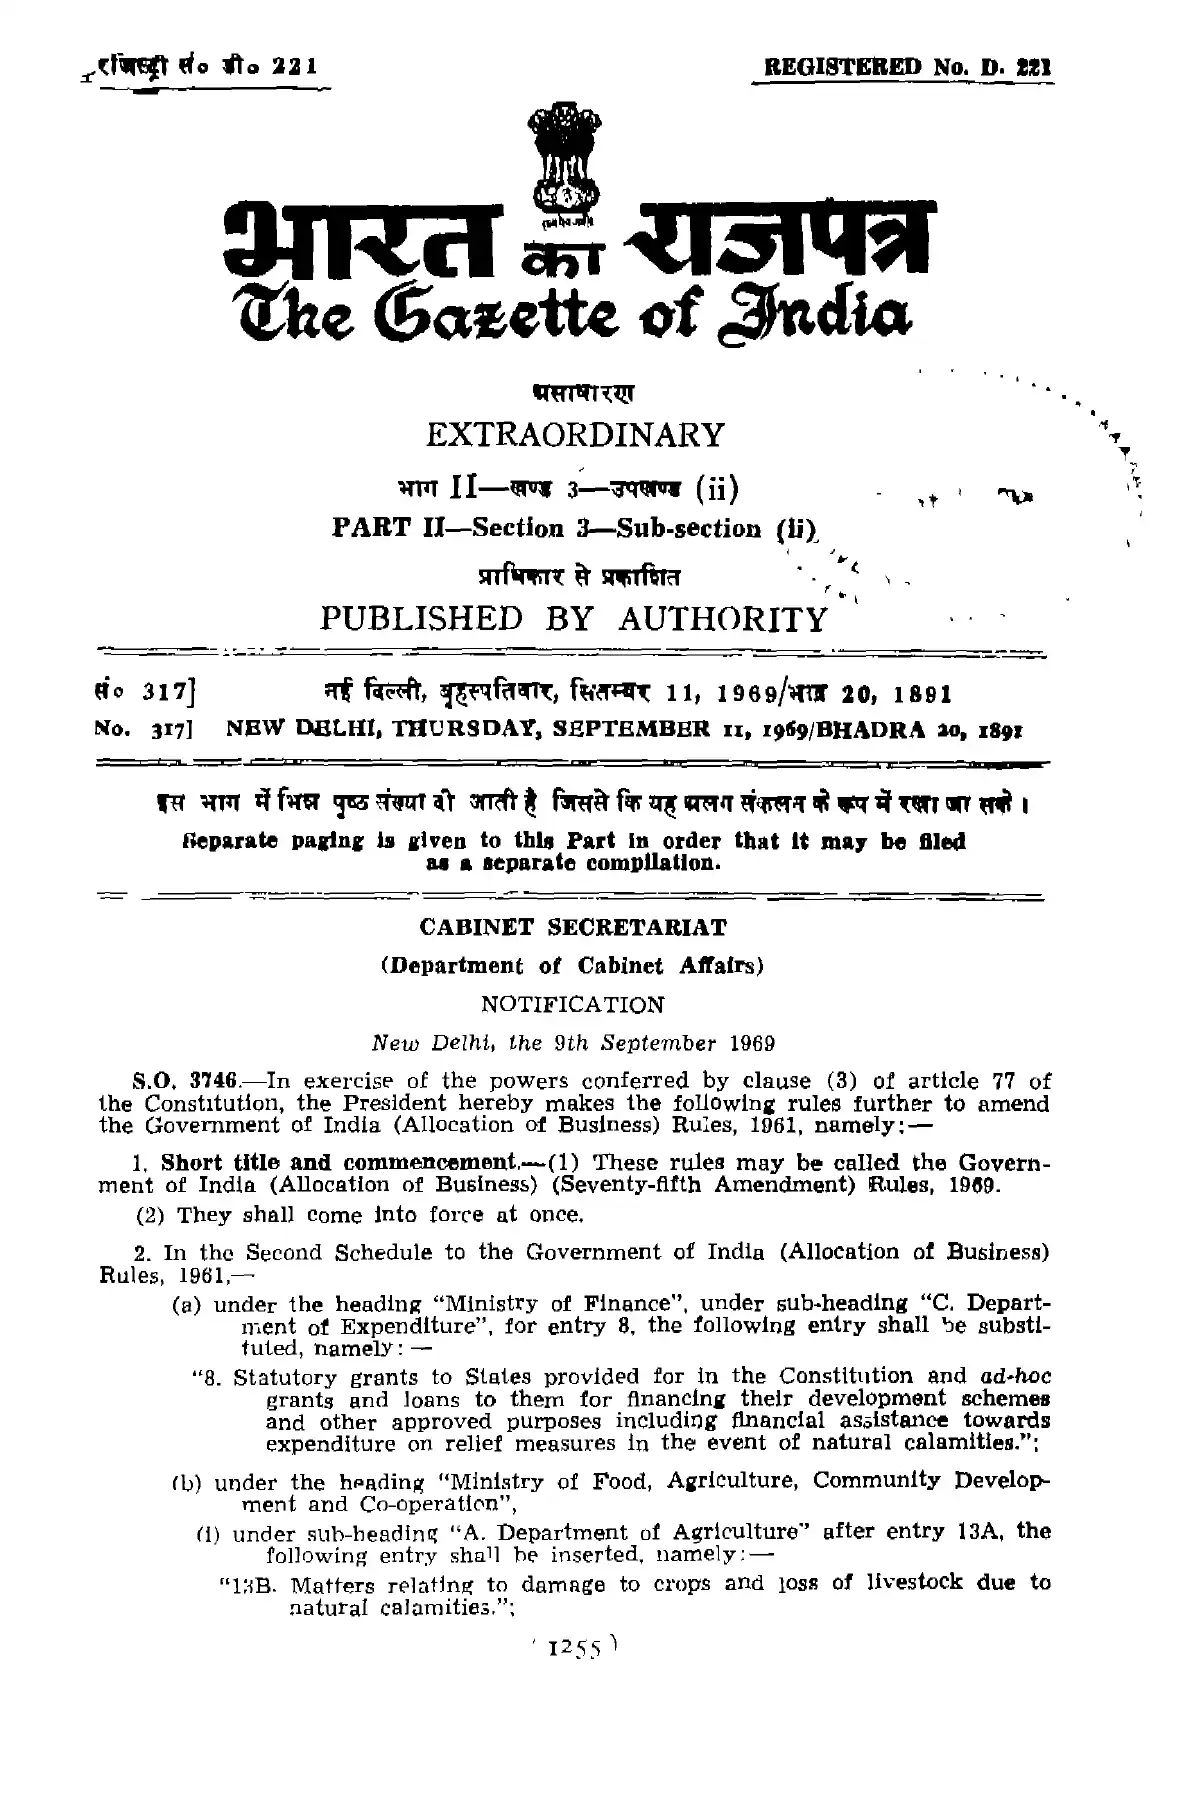 रजिस्ट्री सं० डी० 221
REGISTERED No. D. 221
भारत का राजपत्र
The Gazette of India
असाधारण
EXTRAORDINARY
भाग II—खण्ड 3—उपखण्ड (ii)
PART II—Section 3—Sub-section (ii)
प्राधिकार से प्रकाशित
PUBLISHED BY AUTHORITY
सं० 317] नई दिल्ली, बृहस्पतिवार, सितम्बर 11, 1969/भाद्र 20, 1891
No. 317] NEW DELHI, THURSDAY, SEPTEMBER 11, 1969/BHADRA 20, 1891
इस भाग में भिन्न पृष्ठ संख्या दी जाती है जिससे कि यह अलग संकलन के रूप में रखा जा सके ।
Separate paging is given to this Part in order that it may be filed
as a separate compilation.
CABINET SECRETARIAT
(Department of Cabinet Affairs)
NOTIFICATION
New Delhi, the 9th September 1969
S.O. 3746.—In exercise of the powers conferred by clause (3) of article 77 of
the Constitution, the President hereby makes the following rules further to amend
the Government of India (Allocation of Business) Rules, 1961, namely:—
1. Short title and commencement.—(1) These rules may be called the Govern-
ment of India (Allocation of Business) (Seventy-fifth Amendment) Rules, 1969.
(2) They shall come into force at once.
2. In the Second Schedule to the Government of India (Allocation of Business)
Rules, 1961,—
(a) under the heading “Ministry of Finance”, under sub-heading “C. Depart-
ment of Expenditure”, for entry 8, the following entry shall be substi-
tuted, namely: —
“8. Statutory grants to States provided for in the Constitution and ad-hoc
grants and loans to them for financing their development schemes
and other approved purposes including financial assistance towards
expenditure on relief measures in the event of natural calamities.”;
(b) under the heading “Ministry of Food, Agriculture, Community Develop-
ment and Co-operation”,
(i) under sub-heading “A. Department of Agriculture” after entry 13A, the
following entry shall be inserted, namely:—
“13B. Matters relating to damage to crops and loss of livestock due to
natural calamities.”;
(1255)